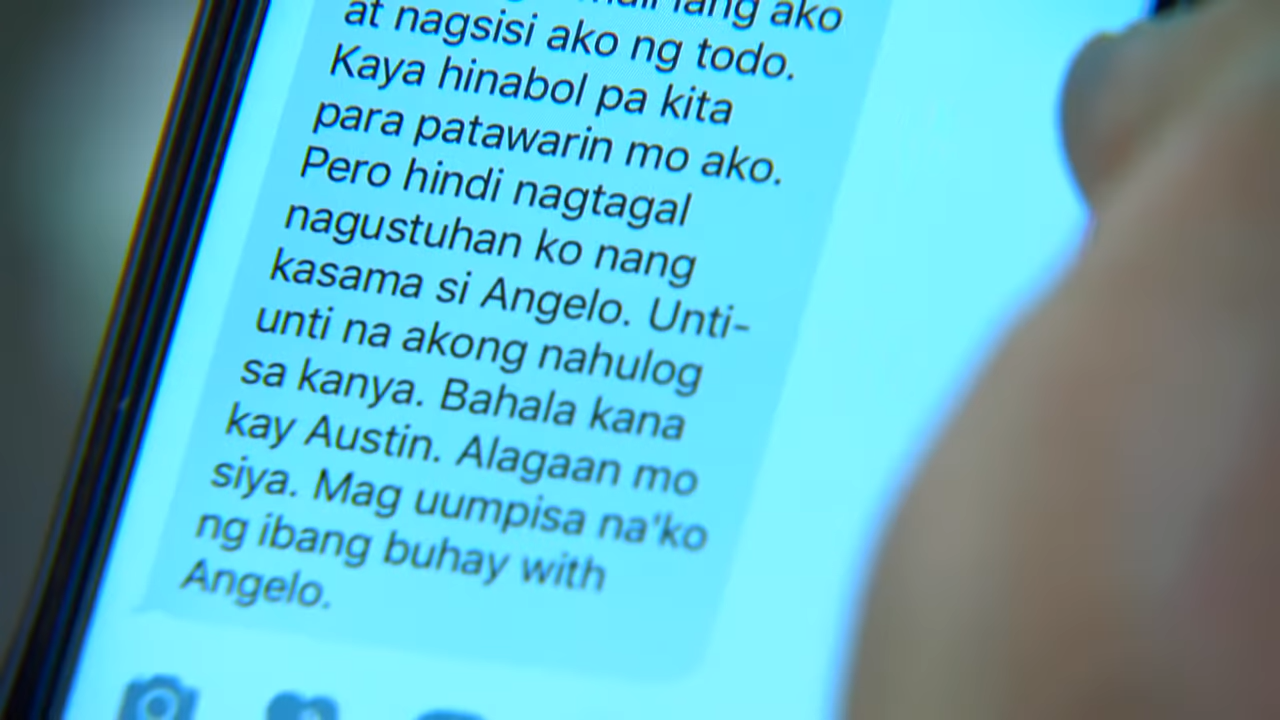 lang ako
at nagsisi ako ng todo.
Kaya hinabol pa kita
para patawarin mo ako.
Pero hindi nagtagal
nagustuhan ko nang
kasama si Angelo. Unti-
unti na akong nahulog
sa kanya. Bahala kana
kay Austin. Alagaan mo
siya. Mag uumpisa na'ko
ng ibang buhay with
Angelo.